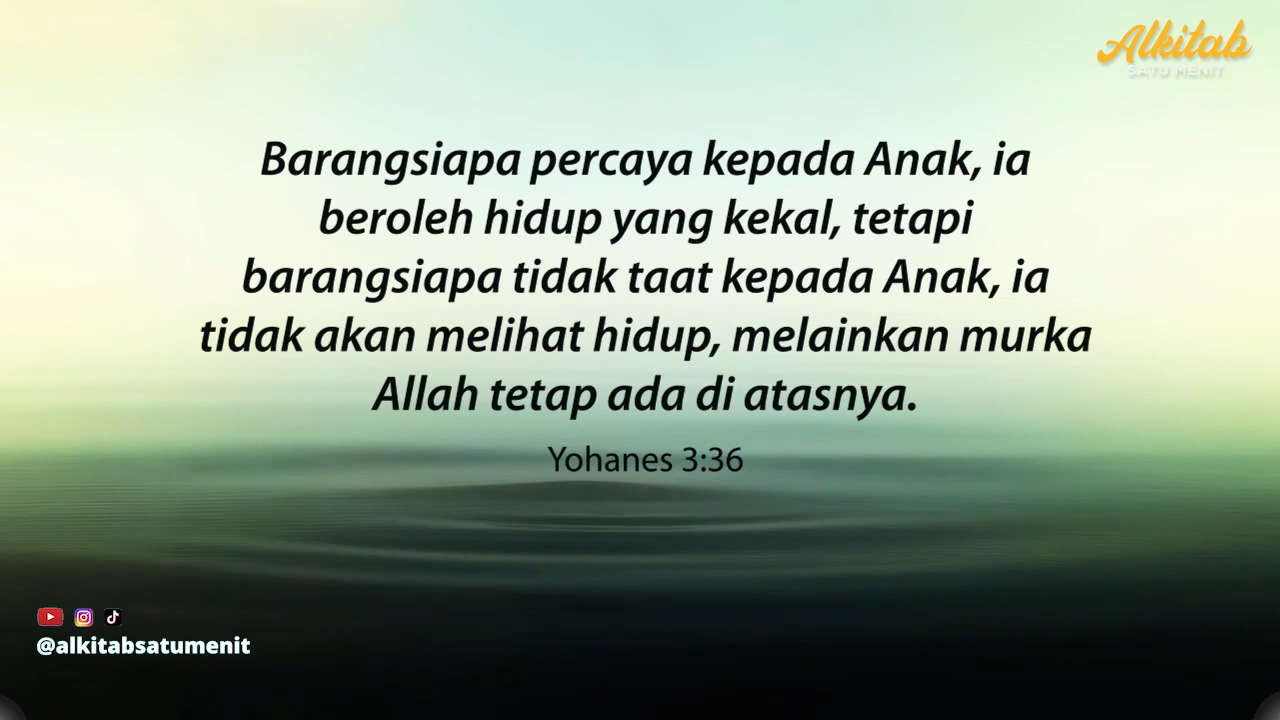 Alkitab
SATU MENIT
Barangsiapa percaya kepada Anak, ia
beroleh hidup yang kekal, tetapi
barangsiapa tidak taat kepada Anak, ia
tidak akan melihat hidup, melainkan murka
Allah tetap ada di atasnya.
Yohanes 3:36
@alkitabsatumenit